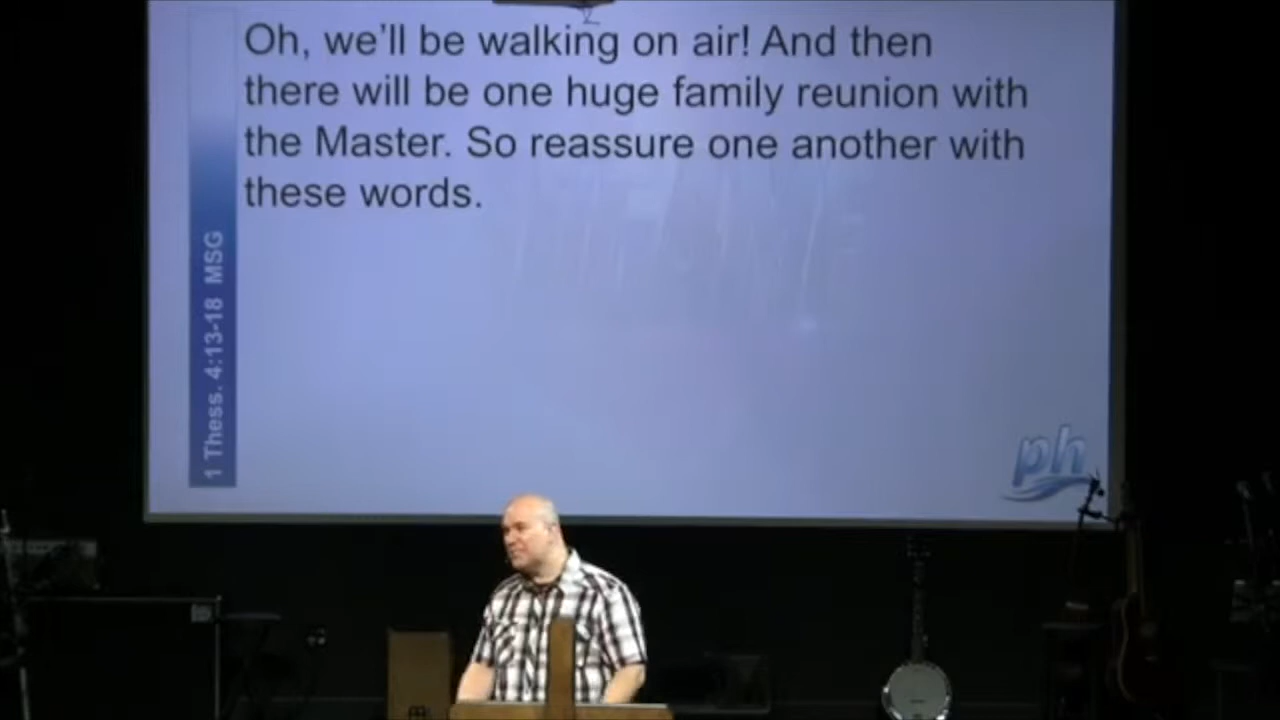 Oh, we'll be walking on air! And then
there will be one huge family reunion with
the Master. So reassure one another with
these words.
1 Thess. 4:13-18 MSG
ph